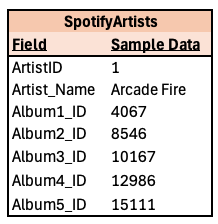 SpotifyArtists
Field Sample Data
ArtistID 1
Artist_Name Arcade Fire
Album1_ID 4067
Album2_ID 8546
Album3_ID 10167
Album4_ID 12986
Album5_ID 15111